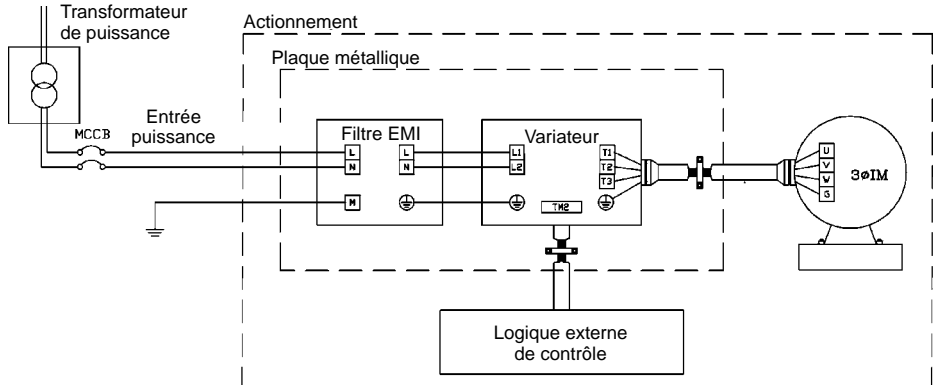 Transformateur
de puissance
Actionnement
Plaque métallique
MCCB
Entrée
puissance
Filtre EMI
Variateur
L
L
L1
T1
U
N
N
L2
T2
V
T3
W
G
3øIM
M
TM2
Logique externe
de contrôle